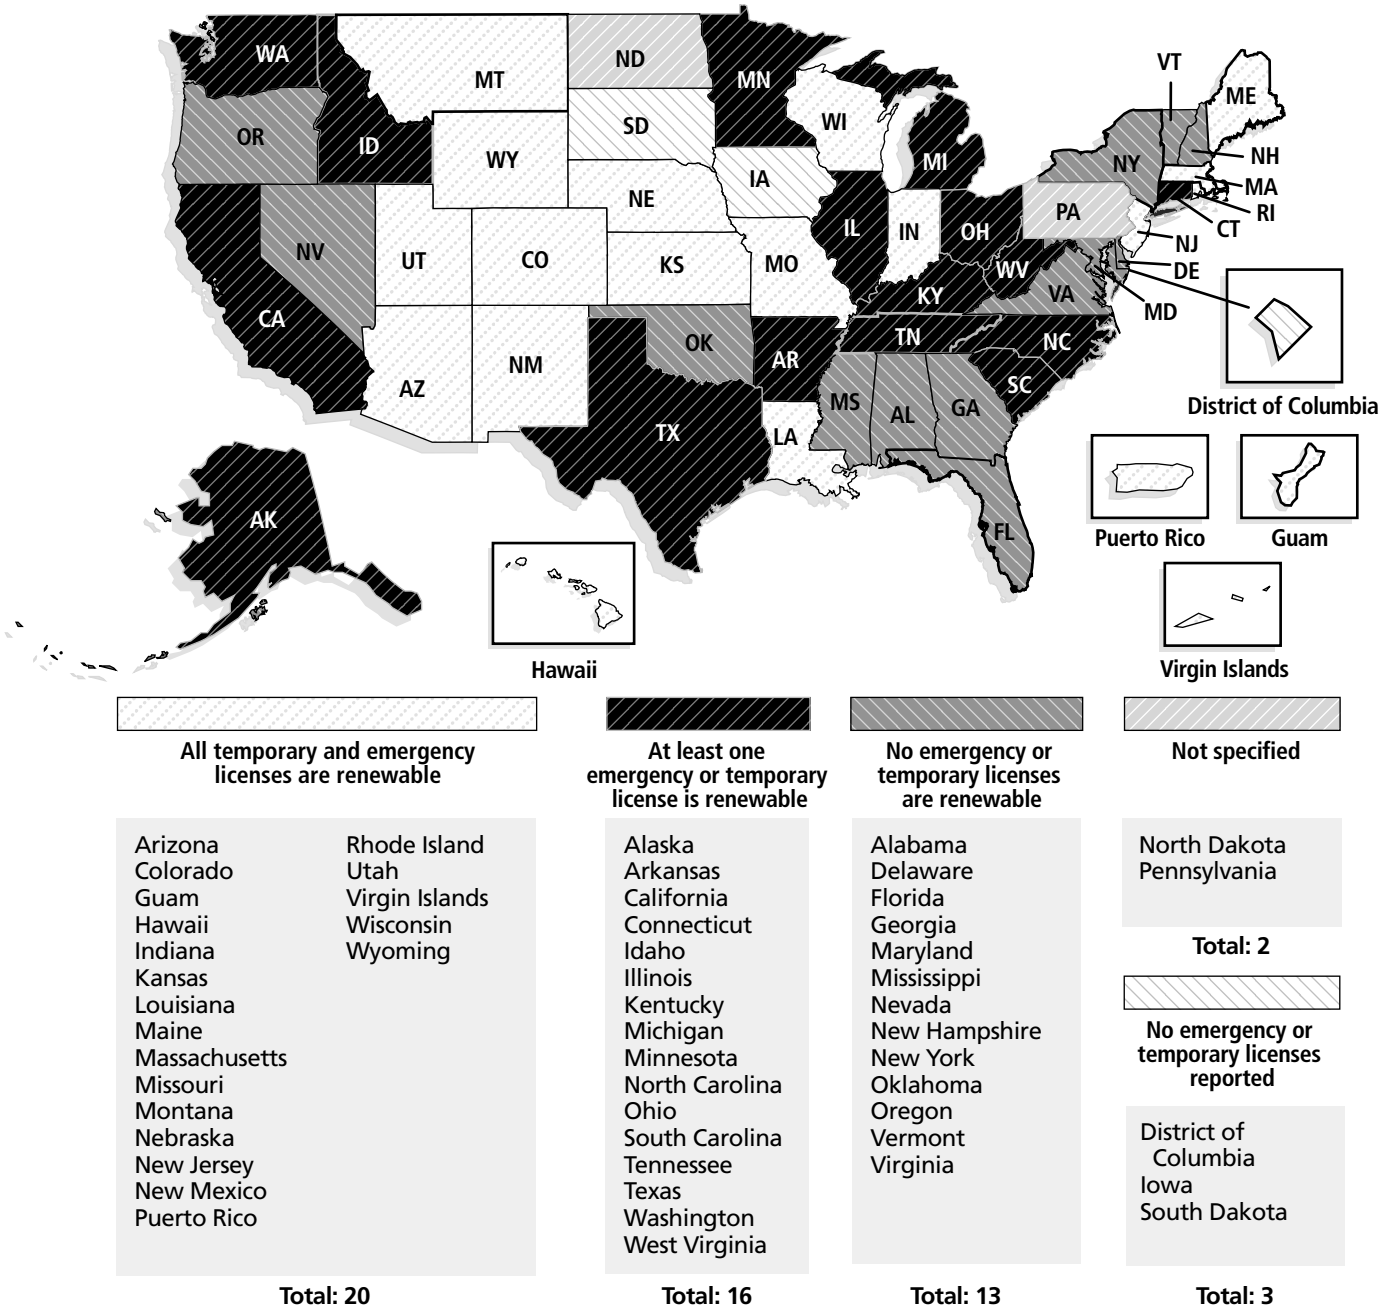 WA
MT
ND
MN
VT
ME
OR
ID
SD
WI
WY
MI
NY
NH
IA
MA
NE
PA
RI
CT
NV
UT
CO
KS
MO
IL
IN
OH
NJ
WV
DE
VA
MD
KY
CA
OK
TN
NC
AZ
NM
AR
SC
MS
AL
GA
TX
LA
District of Columbia
AK
FL
Puerto Rico
Guam
Hawaii
Virgin Islands
All temporary and emergency
licenses are renewable
Arizona
Colorado
Guam
Hawaii
Indiana
Kansas
Louisiana
Maine
Massachusetts
Missouri
Montana
Nebraska
New Jersey
New Mexico
Puerto Rico
Rhode Island
Utah
Virgin Islands
Wisconsin
Wyoming
Total: 20
At least one
emergency or temporary
license is renewable
Alaska
Arkansas
California
Connecticut
Idaho
Illinois
Kentucky
Michigan
Minnesota
North Carolina
Ohio
South Carolina
Tennessee
Texas
Washington
West Virginia
Total: 16
No emergency or
temporary licenses
are renewable
Alabama
Delaware
Florida
Georgia
Maryland
Mississippi
Nevada
New Hampshire
New York
Oklahoma
Oregon
Vermont
Virginia
Total: 13
Not specified
North Dakota
Pennsylvania
Total: 2
No emergency or
temporary licenses
reported
District of
Columbia
Iowa
South Dakota
Total: 3